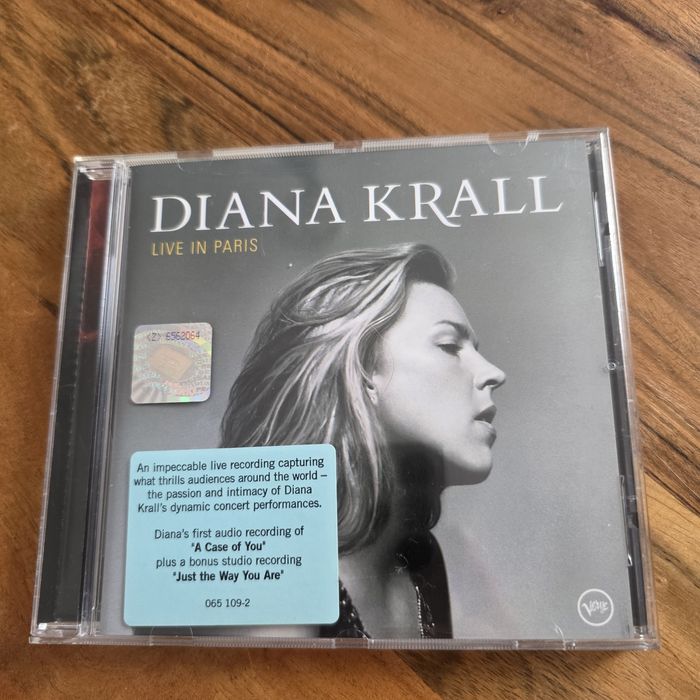 DIANA KRALL
LIVE IN PARIS
(Z) 6562064
An impeccable live recording capturing
what thrills audiences around the world –
the passion and intimacy of Diana
Krall's dynamic concert performances.
Diana's first audio recording of
"A Case of You"
plus a bonus studio recording
"Just the Way You Are"
065 109-2
Verve